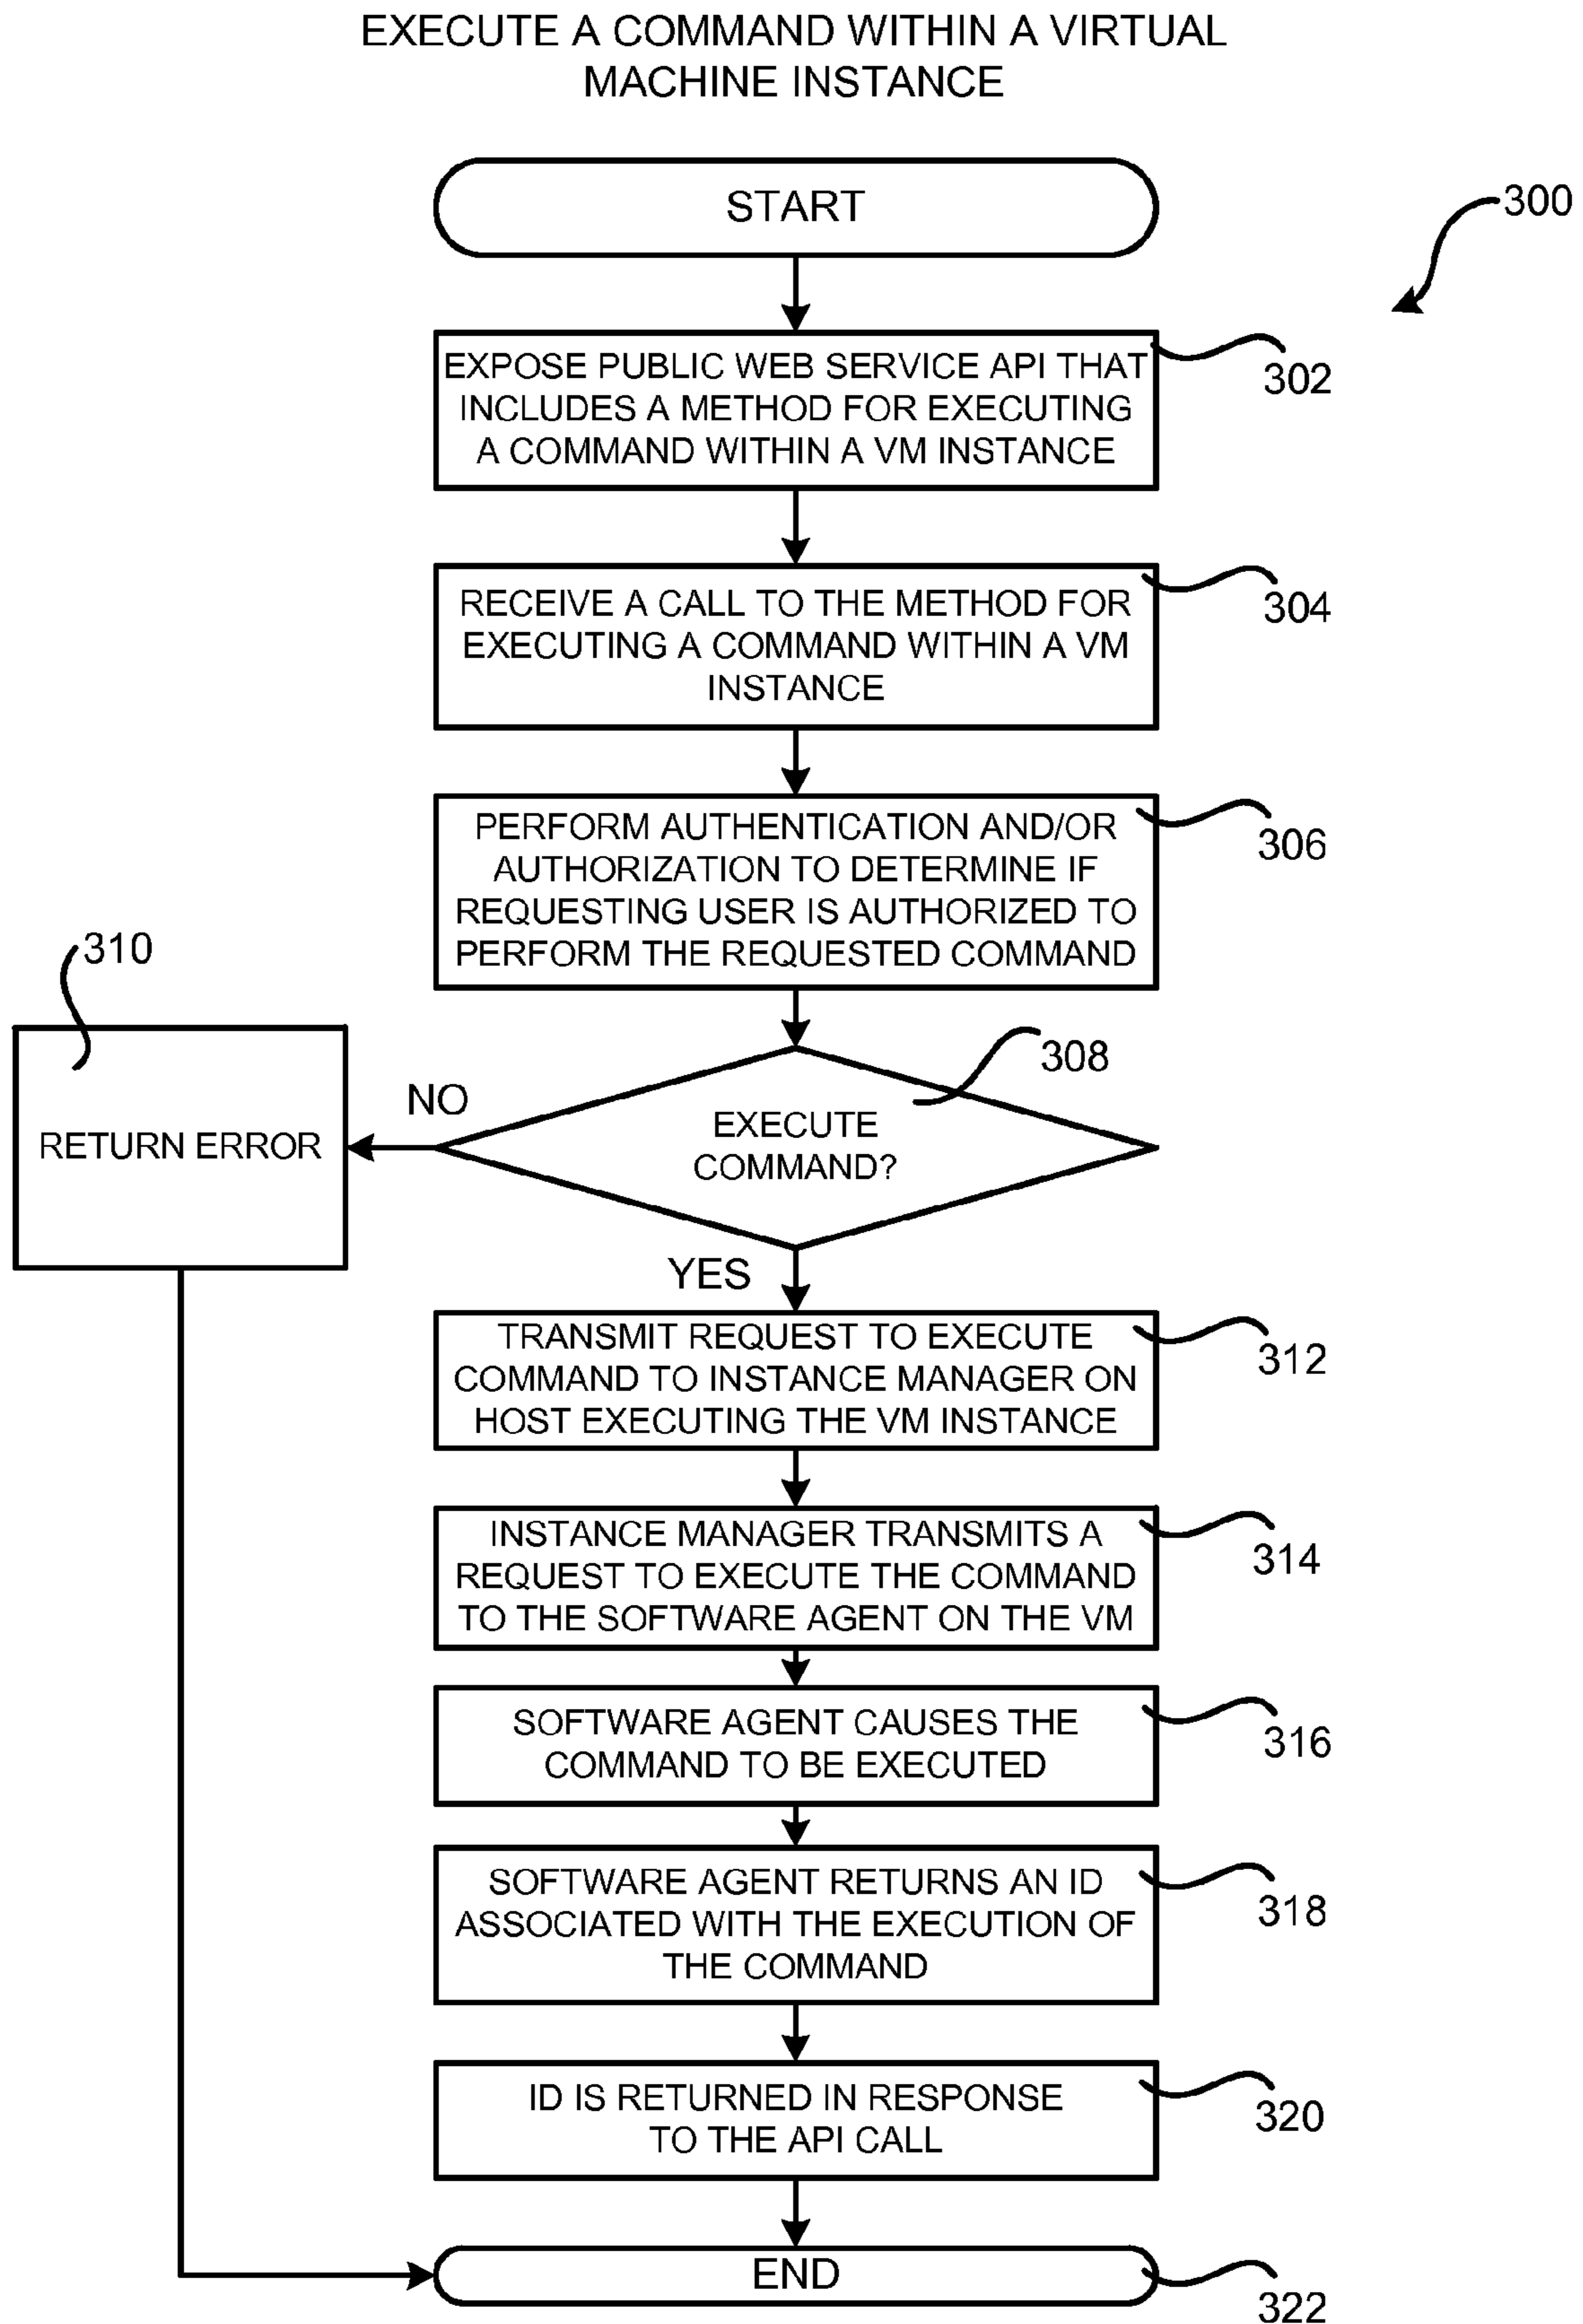 EXECUTE A COMMAND WITHIN A VIRTUAL
MACHINE INSTANCE
START
300
EXPOSE PUBLIC WEB SERVICE API THAT
INCLUDES A METHOD FOR EXECUTING
A COMMAND WITHIN A VM INSTANCE
302
RECEIVE A CALL TO THE METHOD FOR
EXECUTING A COMMAND WITHIN A VM
INSTANCE
304
PERFORM AUTHENTICATION AND/OR
AUTHORIZATION TO DETERMINE IF
REQUESTING USER IS AUTHORIZED TO
PERFORM THE REQUESTED COMMAND
306
310
RETURN ERROR
NO
EXECUTE
COMMAND?
308
YES
TRANSMIT REQUEST TO EXECUTE
COMMAND TO INSTANCE MANAGER ON
HOST EXECUTING THE VM INSTANCE
312
INSTANCE MANAGER TRANSMITS A
REQUEST TO EXECUTE THE COMMAND
TO THE SOFTWARE AGENT ON THE VM
314
SOFTWARE AGENT CAUSES THE
COMMAND TO BE EXECUTED
316
SOFTWARE AGENT RETURNS AN ID
ASSOCIATED WITH THE EXECUTION OF
THE COMMAND
318
ID IS RETURNED IN RESPONSE
TO THE API CALL
320
END
322